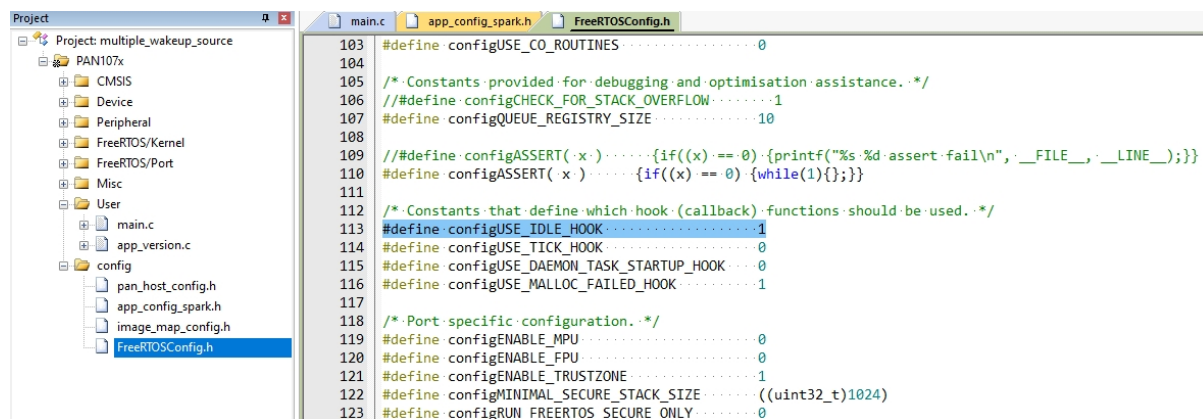 Project
Project: multiple_wakeup_source
PAN107x
CMSIS
Device
Peripheral
FreeRTOS/Kernel
FreeRTOS/Port
Misc
User
main.c
app_version.c
config
pan_host_config.h
app_config_spark.h
image_map_config.h
FreeRTOSConfig.h
main.c app_config_spark.h FreeRTOSConfig.h
103 #define configUSE_CO_ROUTINES 0
104
105 /* Constants provided for debugging and optimisation assistance. */
106 //#define configCHECK_FOR_STACK_OVERFLOW 1
107 #define configQUEUE_REGISTRY_SIZE 10
108
109 //#define configASSERT( x ) {if((x) == 0) {printf("%s %d assert fail\n", __FILE__, __LINE__);}}
110 #define configASSERT( x ) {if((x) == 0) {while(1){};}}
111
112 /* Constants that define which hook (callback) functions should be used. */
113 #define configUSE_IDLE_HOOK 1
114 #define configUSE_TICK_HOOK 0
115 #define configUSE_DAEMON_TASK_STARTUP_HOOK 0
116 #define configUSE_MALLOC_FAILED_HOOK 1
117
118 /* Port specific configuration. */
119 #define configENABLE_MPU 0
120 #define configENABLE_FPU 0
121 #define configENABLE_TRUSTZONE 1
122 #define configMINIMAL_SECURE_STACK_SIZE ((uint32_t)1024)
123 #define configRUN_FREERTOS_SECURE_ONLY 0